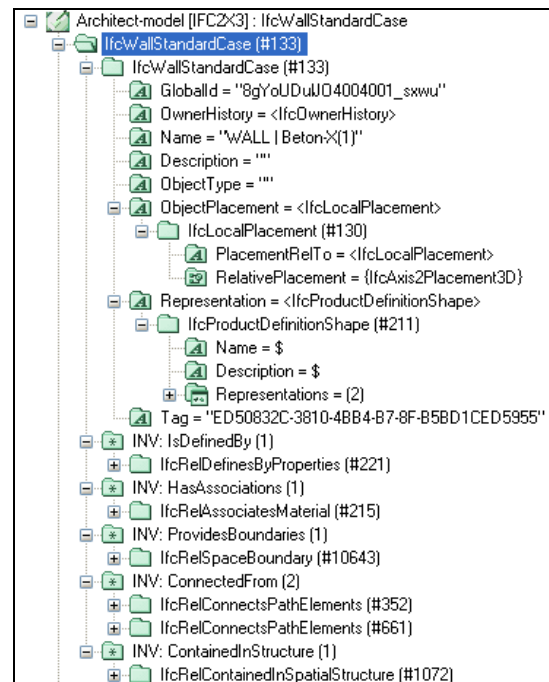 Architect-model [IFC2X3] : IfcWallStandardCase
IfcWallStandardCase (#133)
IfcWallStandardCase (#133)
GlobalId = "8gYoUDuIJO4004001_sxwu"
OwnerHistory = <IfcOwnerHistory>
Name = "WALL | Beton-X(1)"
Description = ""
ObjectType = ""
ObjectPlacement = <IfcLocalPlacement>
IfcLocalPlacement (#130)
PlacementRelTo = <IfcLocalPlacement>
RelativePlacement = {IfcAxis2Placement3D}
Representation = <IfcProductDefinitionShape>
IfcProductDefinitionShape (#211)
Name = $
Description = $
Representations = (2)
Tag = "ED50832C-3810-4BB4-B7-8F-B5BD1CED5955"
INV: IsDefinedBy (1)
IfcRelDefinesByProperties (#221)
INV: HasAssociations (1)
IfcRelAssociatesMaterial (#215)
INV: ProvidesBoundaries (1)
IfcRelSpaceBoundary (#10643)
INV: ConnectedFrom (2)
IfcRelConnectsPathElements (#352)
IfcRelConnectsPathElements (#661)
INV: ContainedInStructure (1)
IfcRelContainedInSpatialStructure (#1072)